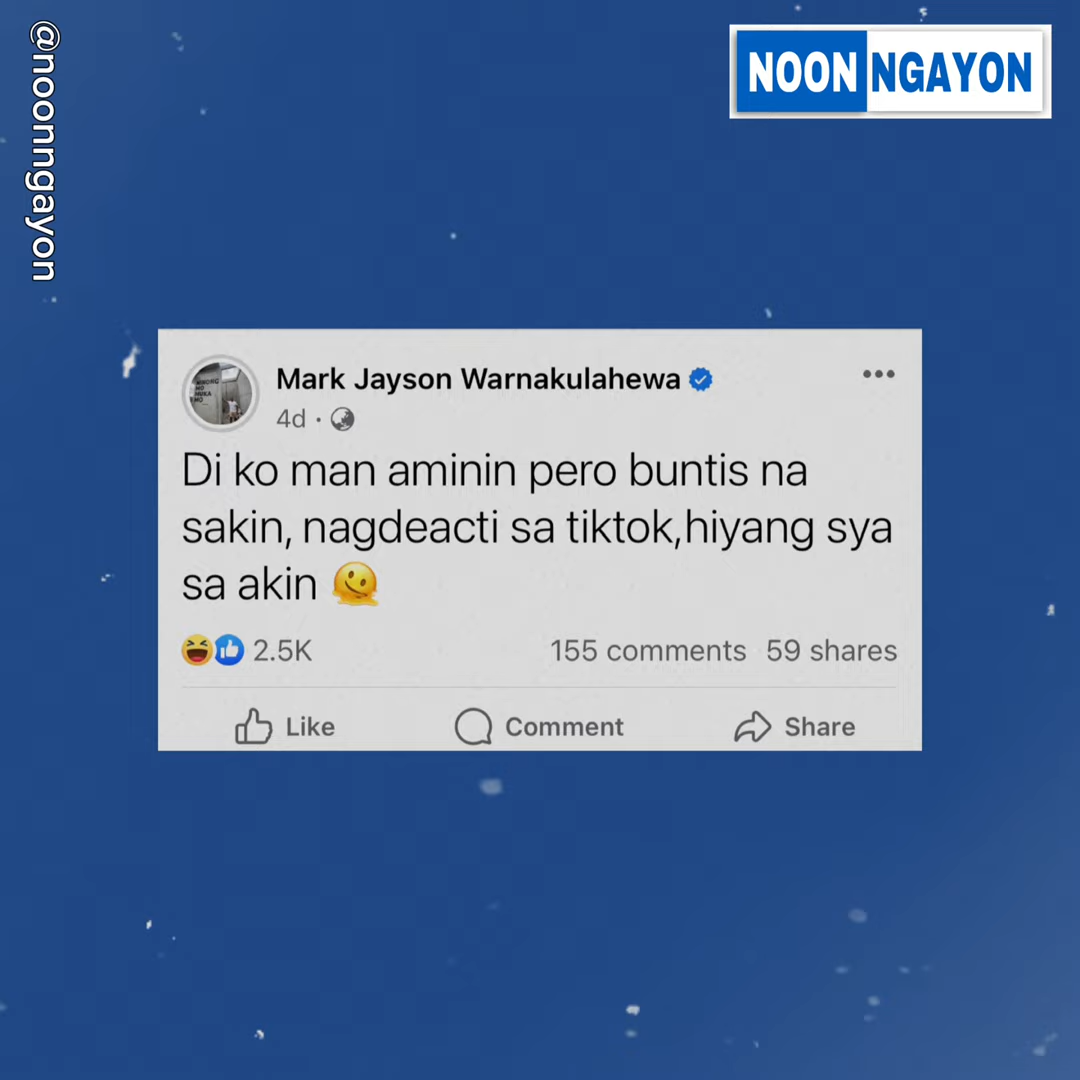 @noonngayon
NOON NGAYON
Mark Jayson Warnakulahewa
4d ·
Di ko man aminin pero buntis na
sakin, nagdeacti sa tiktok,hiyang sya
sa akin 🫠
2.5K 155 comments 59 shares
Like Comment Share